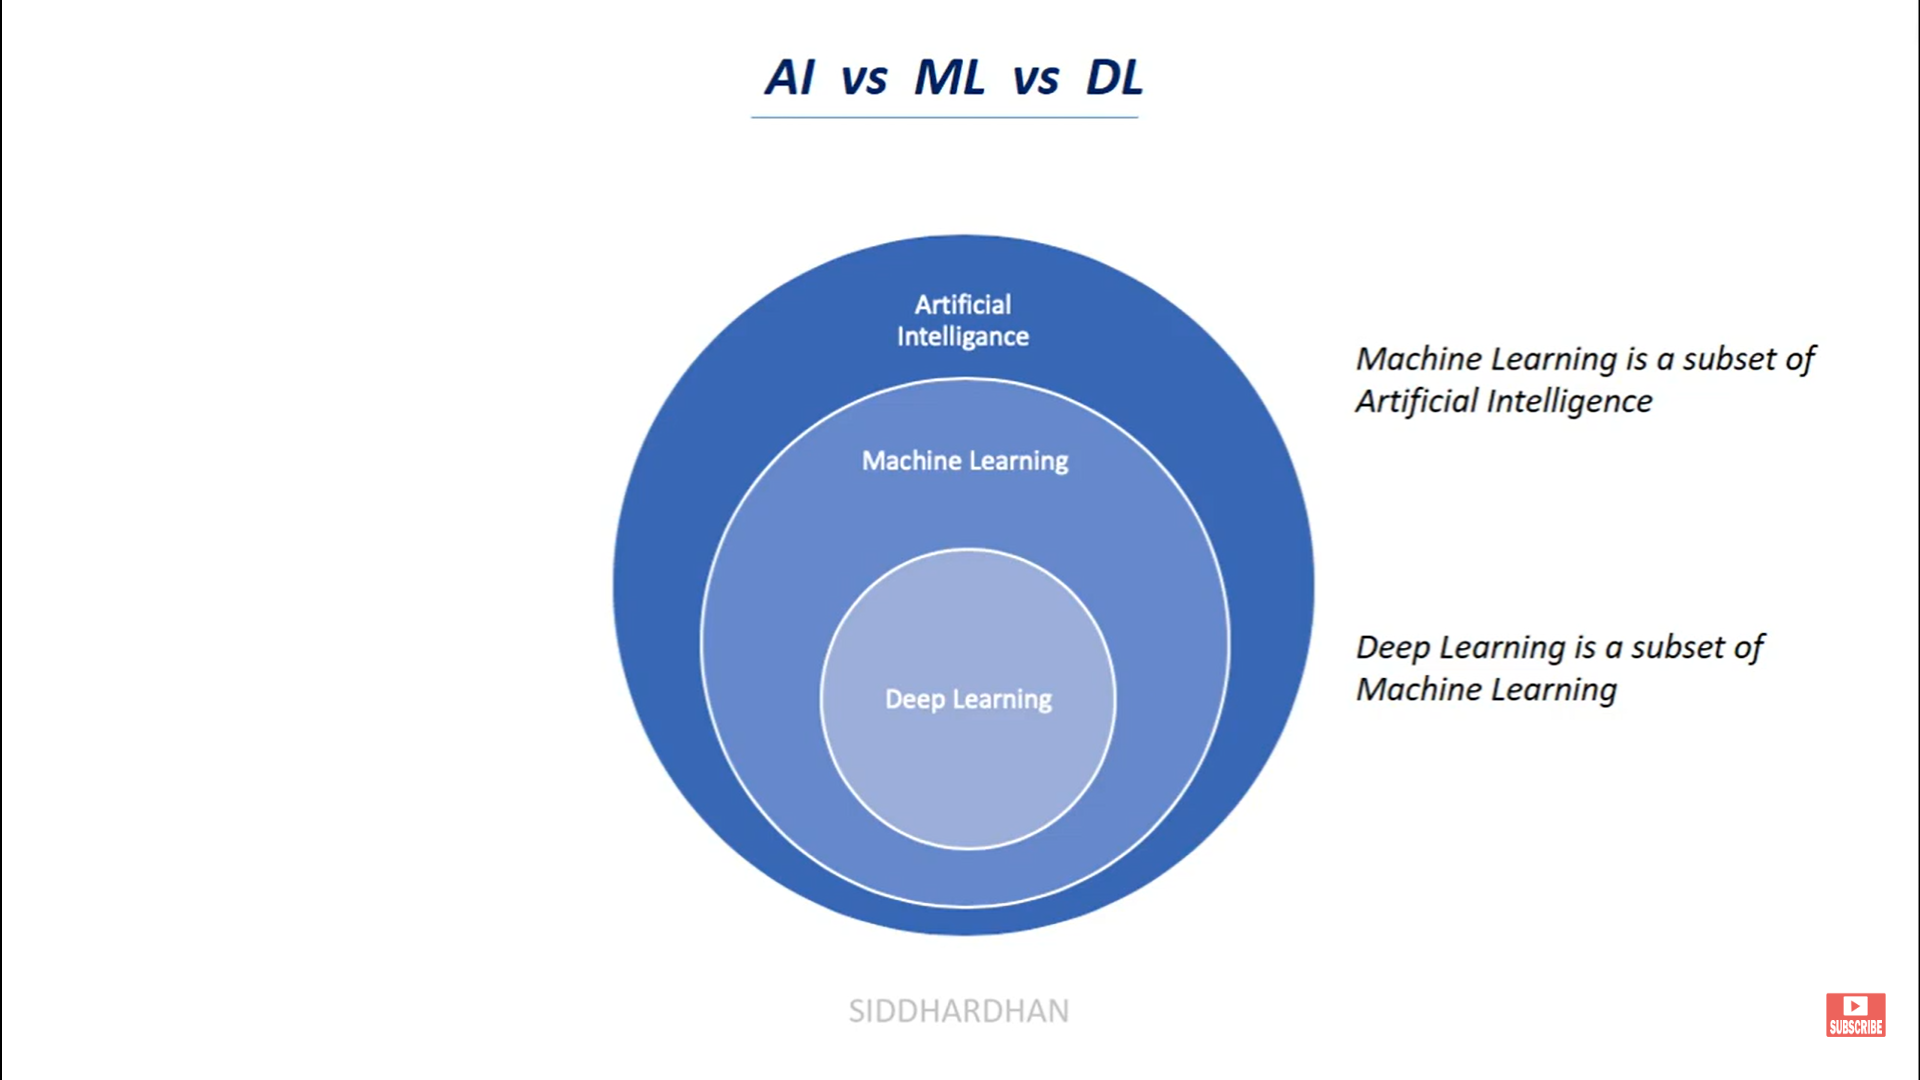 AI vs ML vs DL
Artificial
Intelligance
Machine Learning
Deep Learning
Machine Learning is a subset of
Artificial Intelligence
Deep Learning is a subset of
Machine Learning
SIDDHARDHAN
SUBSCRIBE